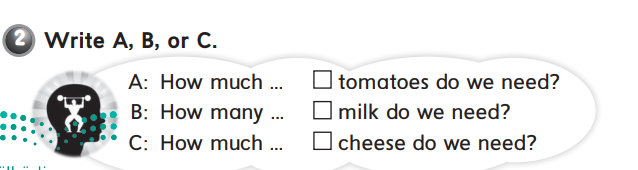 2 Write A, B, or C.
A: How much ... ☐ tomatoes do we need?
B: How many ... ☐ milk do we need?
C: How much ... ☐ cheese do we need?